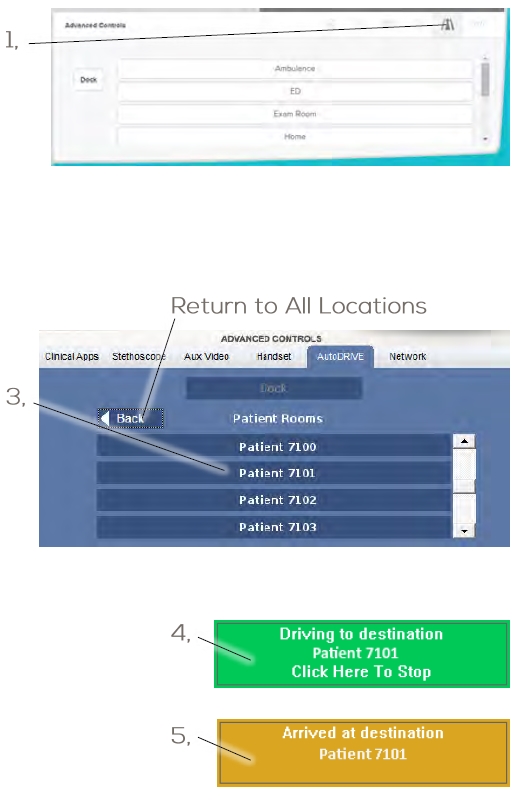 Advanced Controls
1,
Dock
Ambulance
ED
Exam Room
Home
Return to All Locations
ADVANCED CONTROLS
Clinical Apps Stethoscope Aux Video Handset AutoDRIVE Network
Dock
Back Patient Rooms
3,
Patient 7100
Patient 7101
Patient 7102
Patient 7103
4,
Driving to destination
Patient 7101
Click Here To Stop
5,
Arrived at destination
Patient 7101